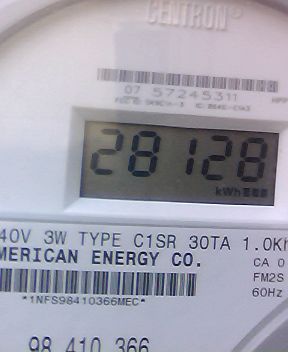 CENTRON®
07 57245311
28128
kWh
40V 3W TYPE C1SR 30TA 1.0Kh
MERICAN ENERGY CO.
CA 0
FM2S
60Hz
*1NFS98410366MEC*
98 410 366